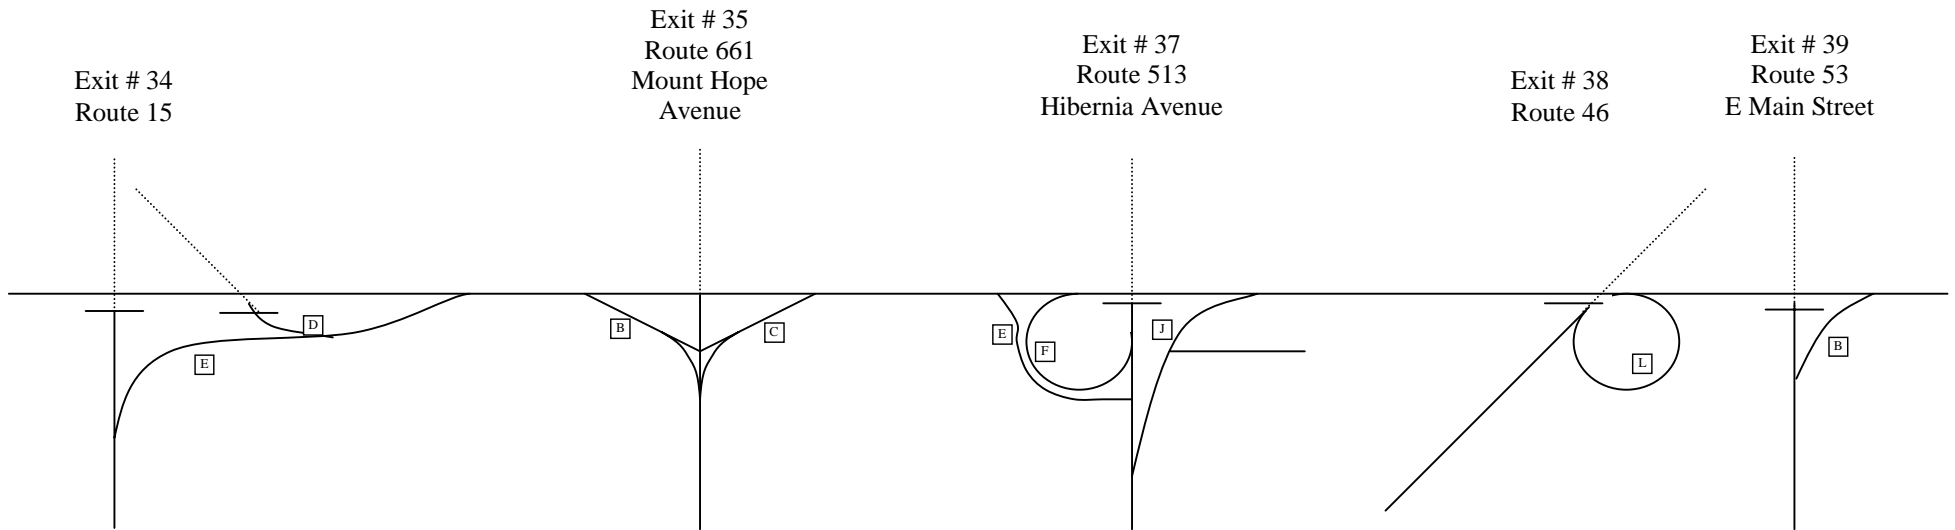 Exit # 34
Route 15
Exit # 35
Route 661
Mount Hope
Avenue
Exit # 37
Route 513
Hibernia Avenue
Exit # 38
Route 46
Exit # 39
Route 53
E Main Street
D
E
B
C
E
F
J
L
B